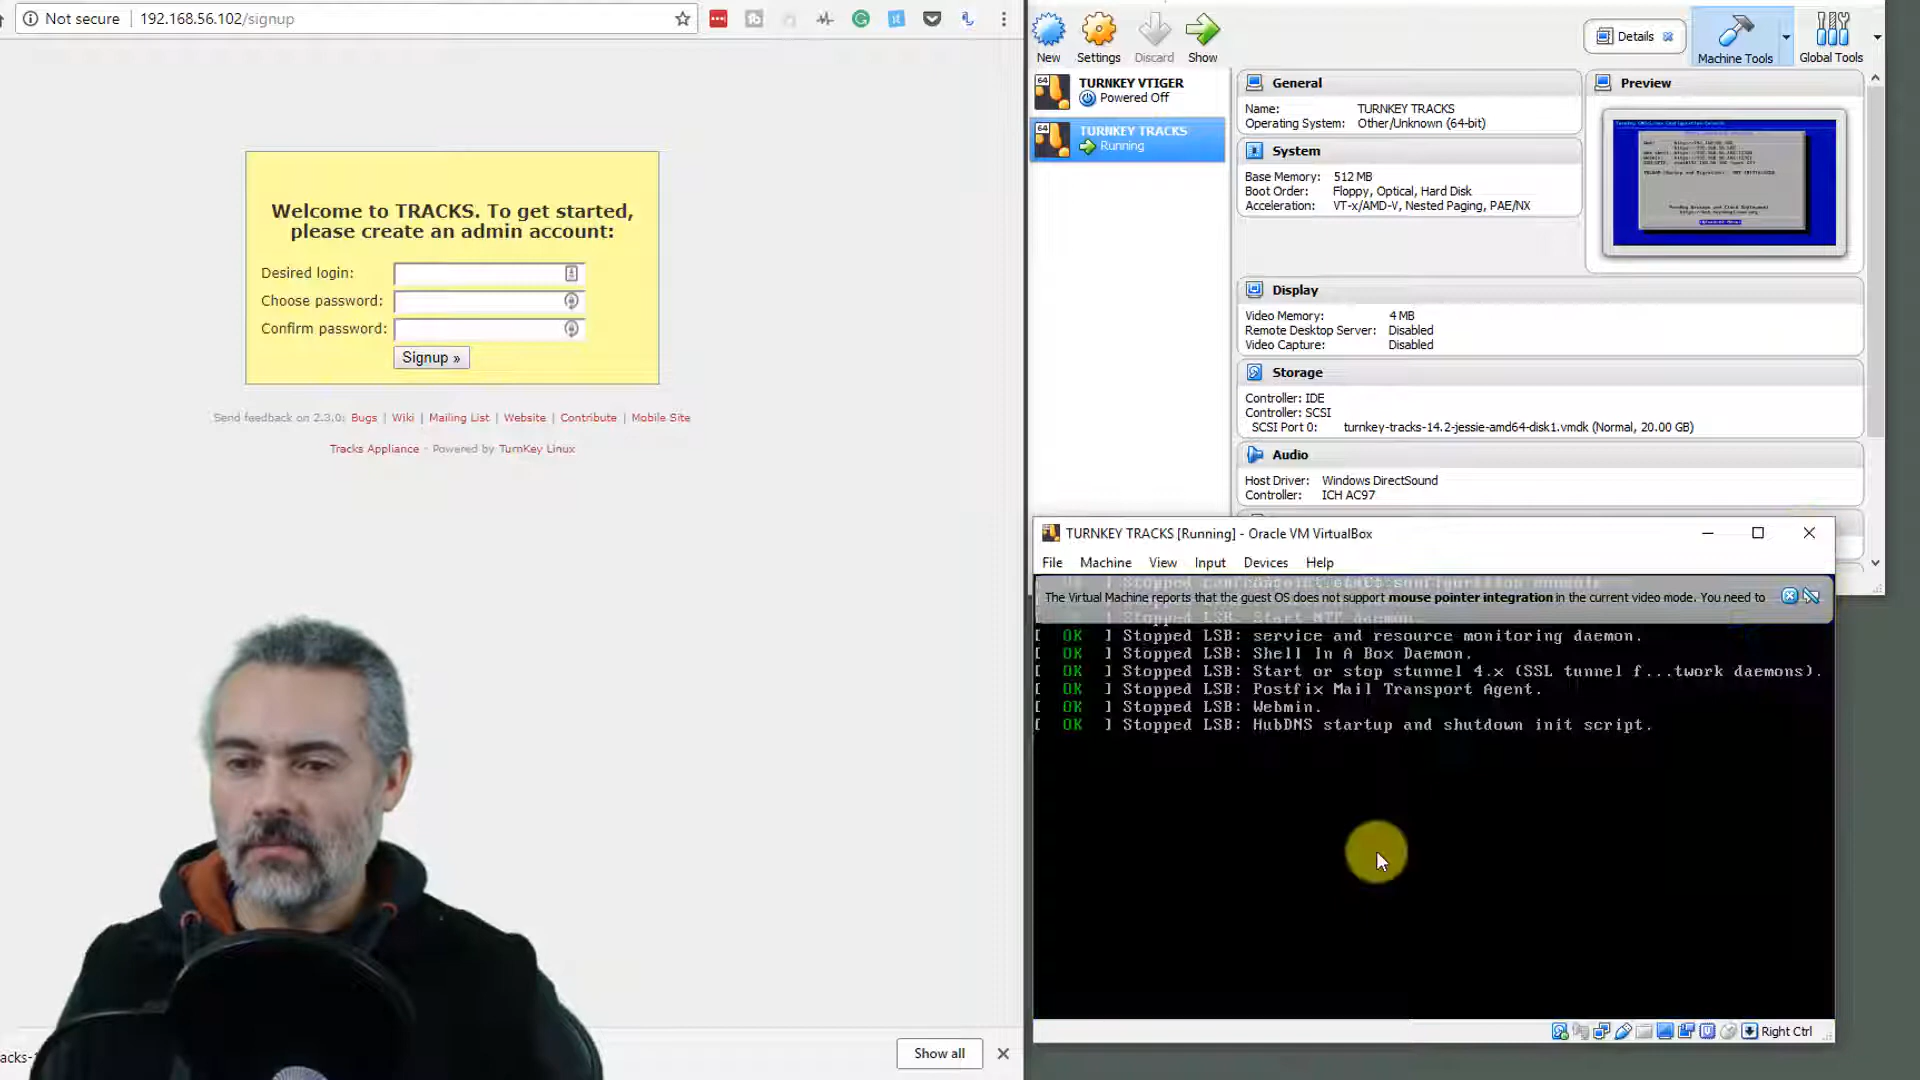 Not secure
192.168.56.102/signup
Welcome to TRACKS. To get started,
please create an admin account:
Desired login:
Choose password:
Confirm password:
Signup »
Send feedback on 2.3.0: Bugs | Wiki | Mailing List | Website | Contribute | Mobile Site
Tracks Appliance - Powered by TurnKey Linux
Show all
New
Settings
Discard
Show
Details
Machine Tools
Global Tools
64
TURNKEY VTIGER
Powered Off
64
TURNKEY TRACKS
Running
General
Name: TURNKEY TRACKS
Operating System: Other/Unknown (64-bit)
System
Base Memory: 512 MB
Boot Order: Floppy, Optical, Hard Disk
Acceleration: VT-x/AMD-V, Nested Paging, PAE/NX
Preview
Display
Video Memory: 4 MB
Remote Desktop Server: Disabled
Video Capture: Disabled
Storage
Controller: IDE
Controller: SCSI
SCSI Port 0: turnkey-tracks-14.2-jessie-amd64-disk1.vmdk (Normal, 20.00 GB)
Audio
Host Driver: Windows DirectSound
Controller: ICH AC97
TURNKEY TRACKS [Running] - Oracle VM VirtualBox
File Machine View Input Devices Help
The Virtual Machine reports that the guest OS does not support mouse pointer integration in the current video mode. You need to
[ OK ] Stopped LSB: service and resource monitoring daemon.
[ OK ] Stopped LSB: Shell In A Box Daemon.
[ OK ] Stopped LSB: Start or stop stunnel 4.x (SSL tunnel f...twork daemons).
[ OK ] Stopped LSB: Postfix Mail Transport Agent.
[ OK ] Stopped LSB: Webmin.
[ OK ] Stopped LSB: HubDNS startup and shutdown init script.
Right Ctrl